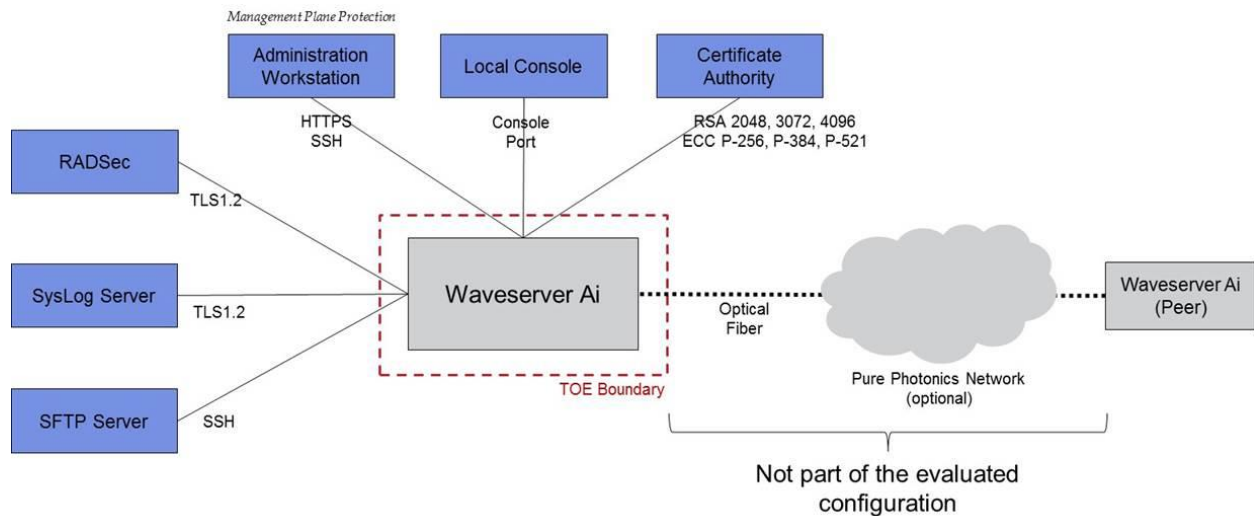 Management Plane Protection
Administration
Workstation
Local Console
Certificate
Authority
HTTPS
SSH
Console
Port
RSA 2048, 3072, 4096
ECC P-256, P-384, P-521
RADSec
TLS1.2
SysLog Server
TLS1.2
SFTP Server
SSH
Waveserver Ai
TOE Boundary
Optical
Fiber
Pure Photonics Network
(optional)
Waveserver Ai
(Peer)
Not part of the evaluated
configuration